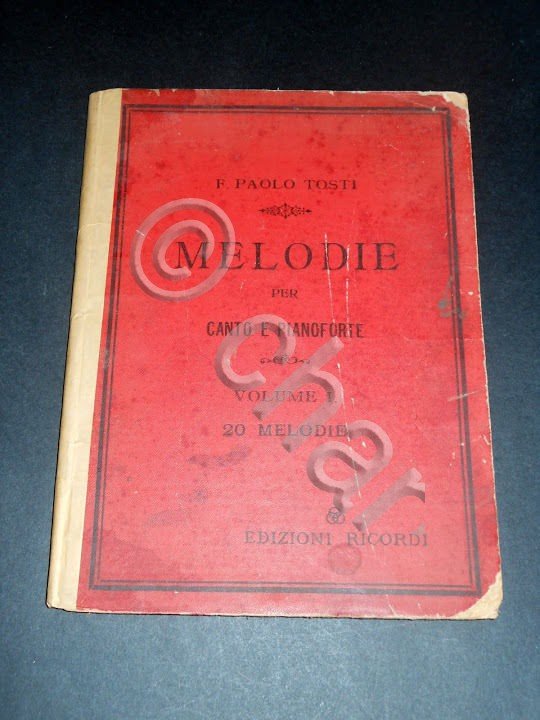 F. PAOLO TOSTI
MELODIE
PER
CANTO E PIANOFORTE
VOLUME I.
20 MELODIE
EDIZIONI RICORDI
© char.